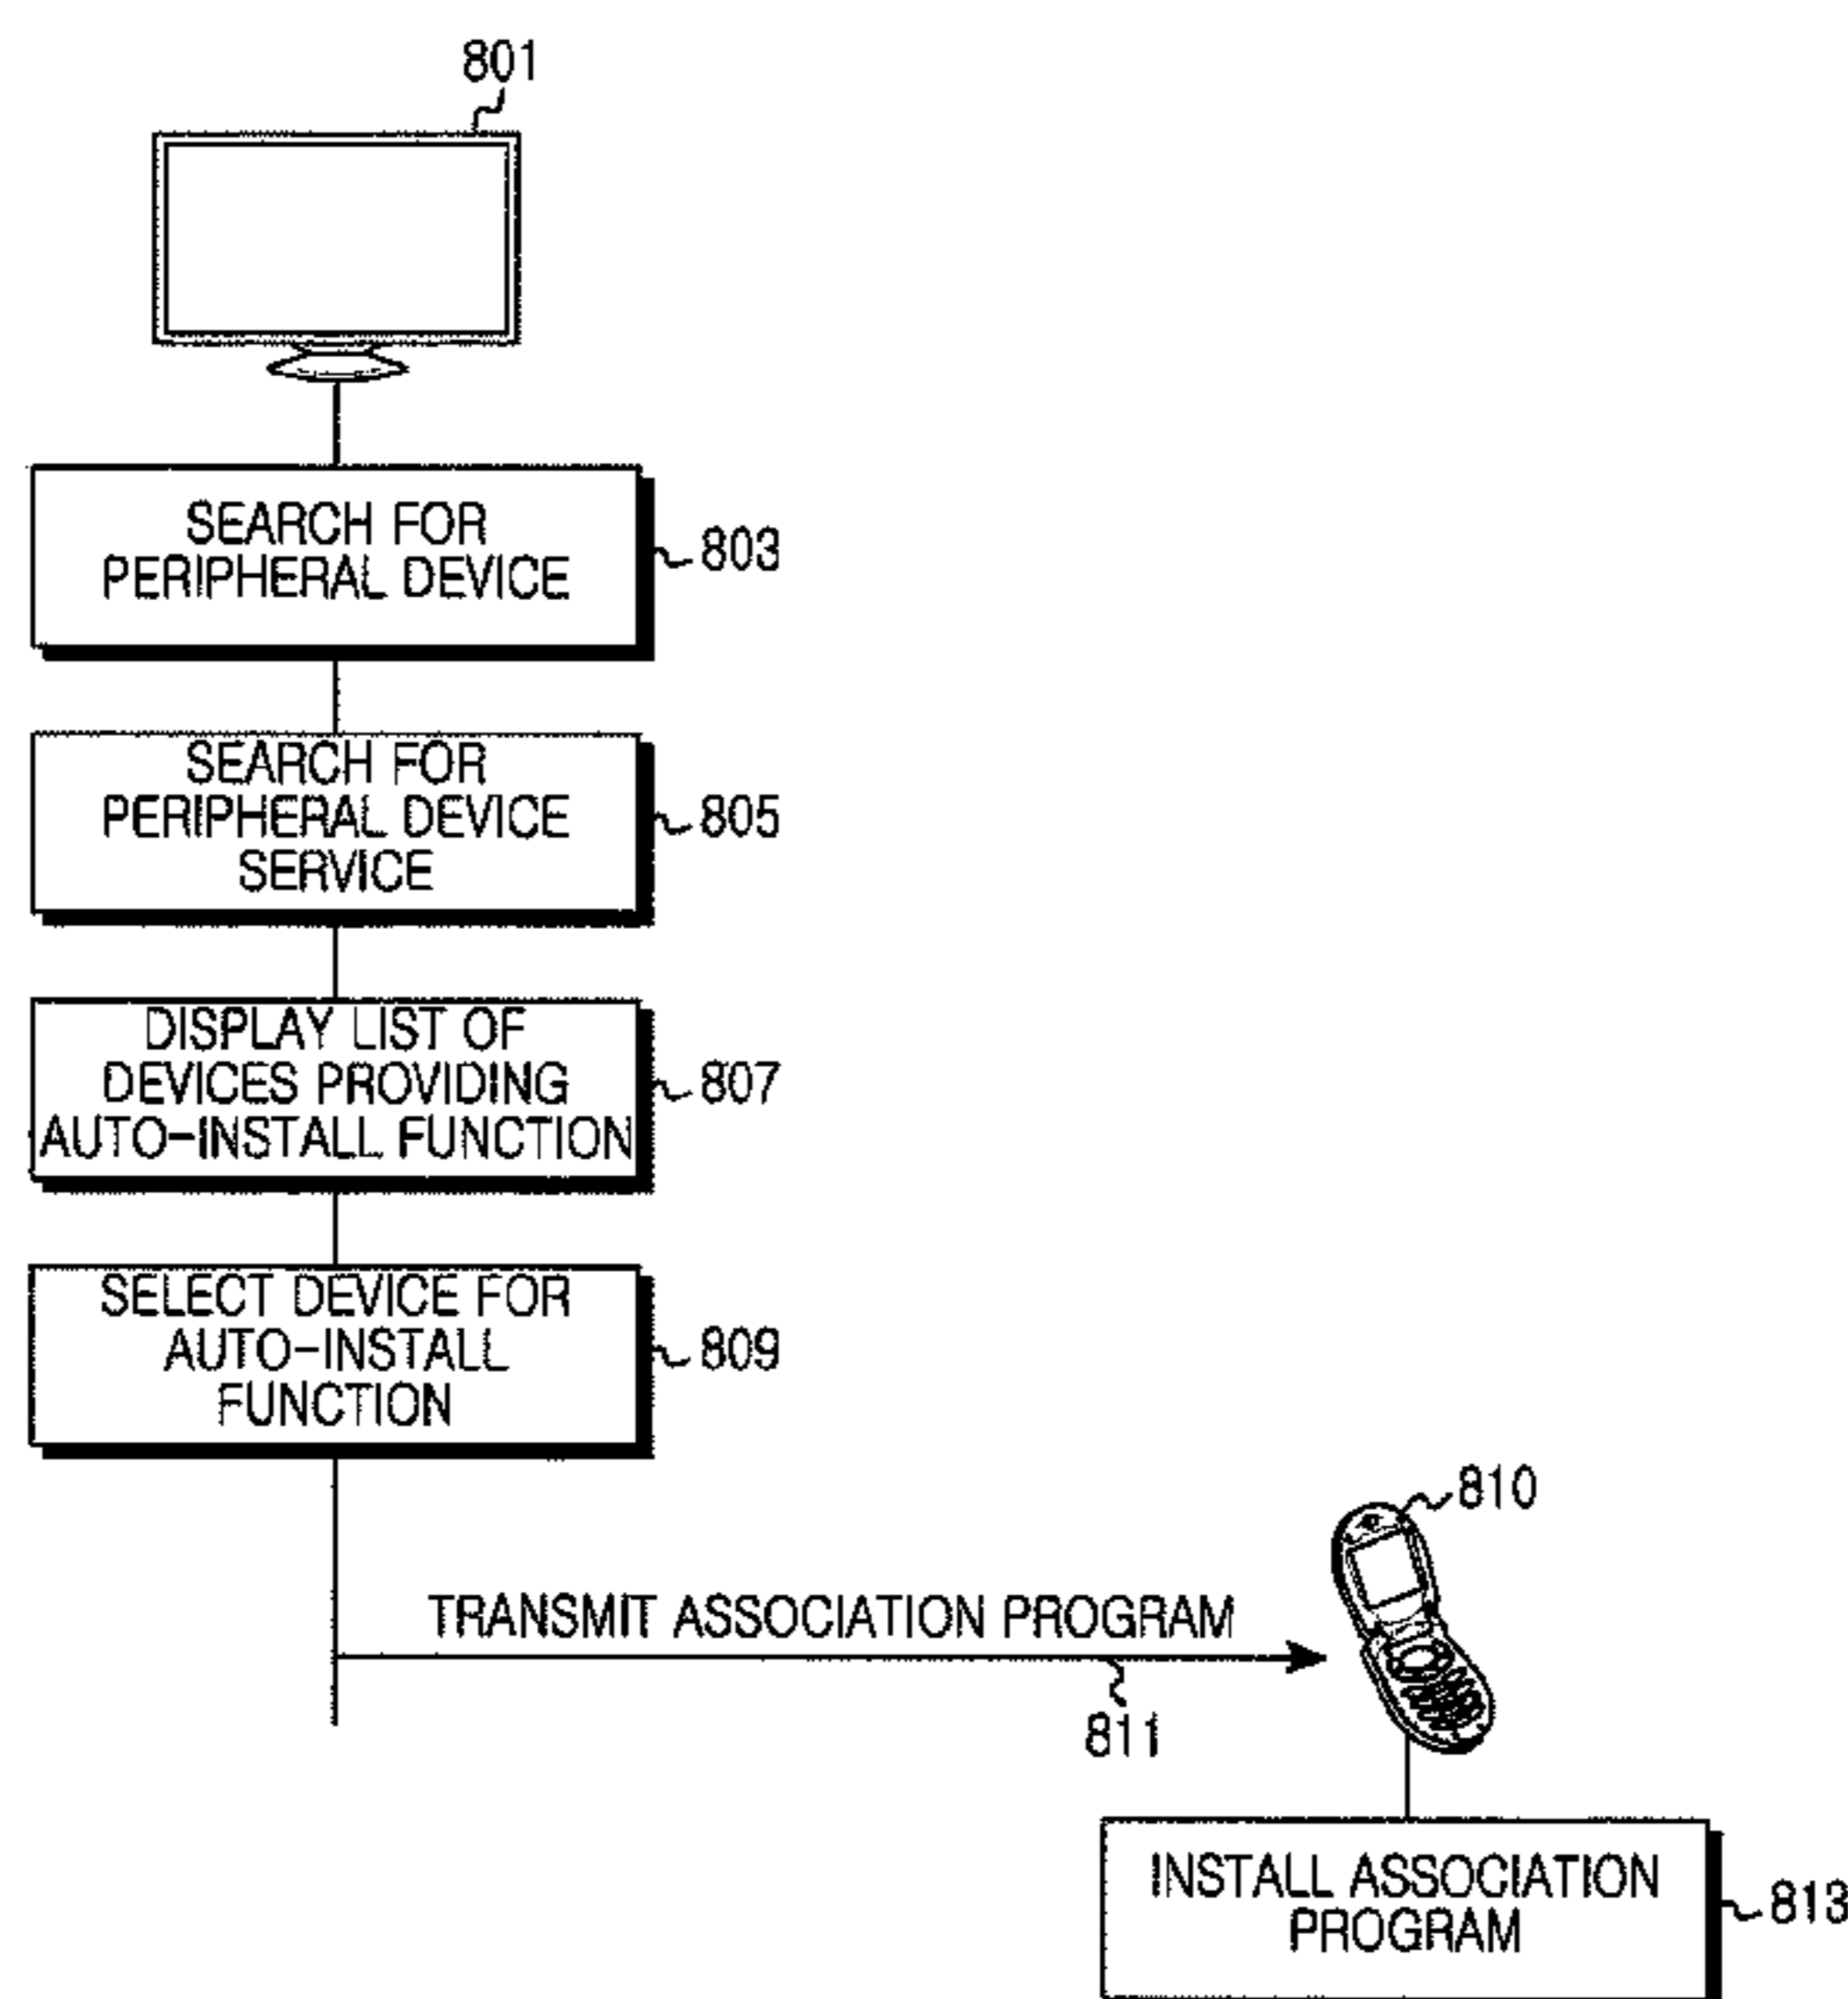 801
SEARCH FOR
PERIPHERAL DEVICE
803
SEARCH FOR
PERIPHERAL DEVICE
SERVICE
805
DISPLAY LIST OF
DEVICES PROVIDING
AUTO-INSTALL FUNCTION
807
SELECT DEVICE FOR
AUTO-INSTALL
FUNCTION
809
810
TRANSMIT ASSOCIATION PROGRAM
811
INSTALL ASSOCIATION
PROGRAM
813